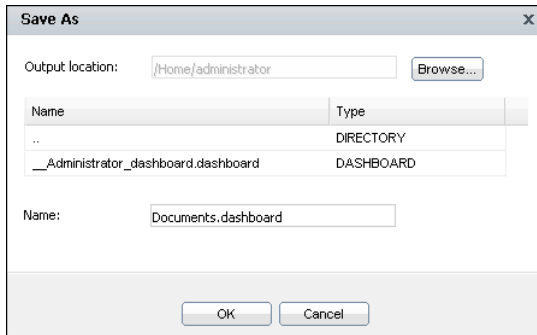 Save As x
Output location: /Home/administrator Browse...
Name Type
.. DIRECTORY
__Administrator_dashboard.dashboard DASHBOARD
Name: Documents.dashboard
OK Cancel